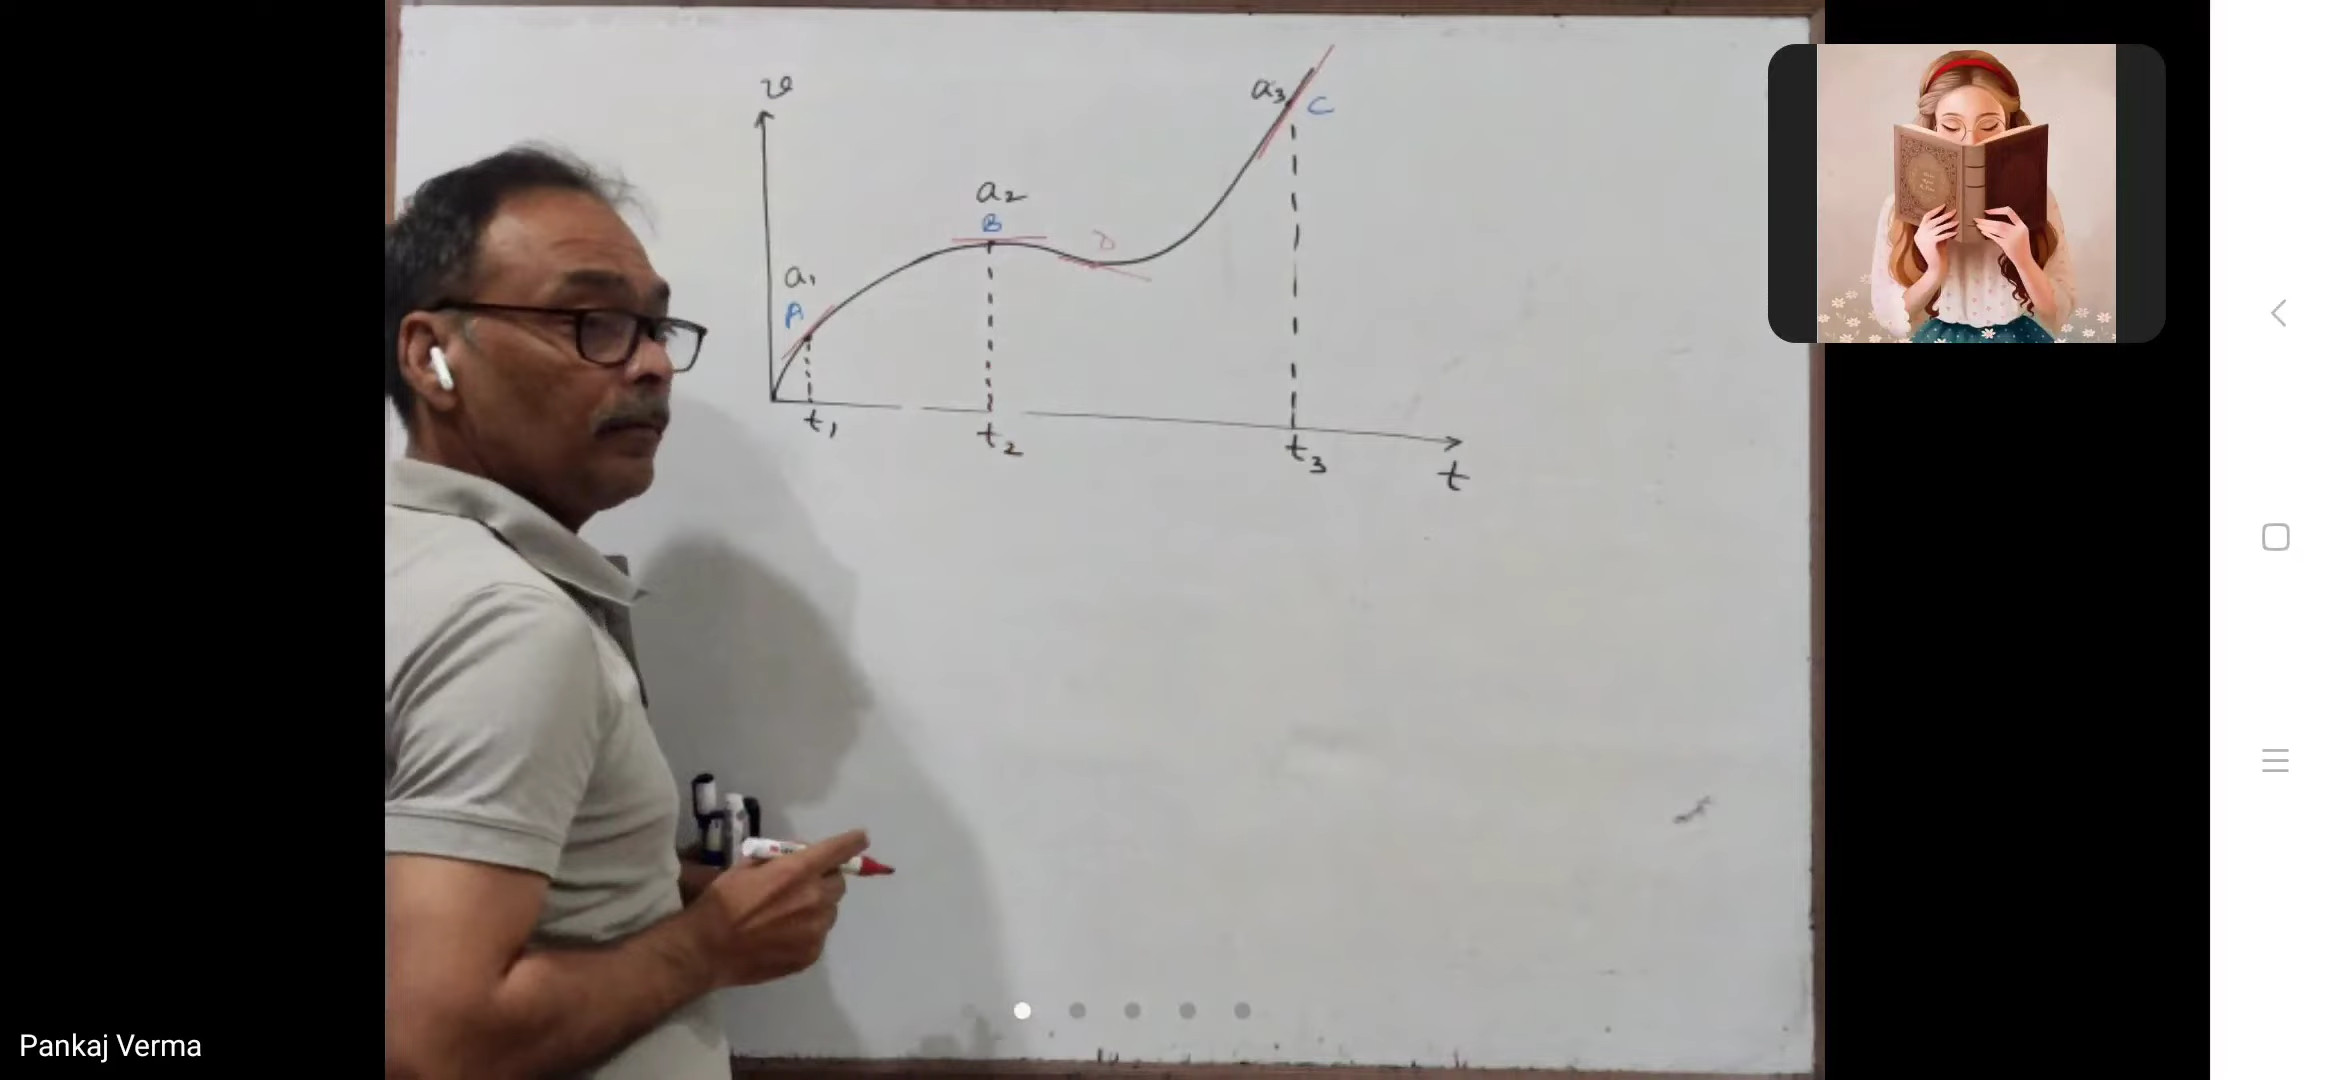 v
a₃
C
a₂
B
D
a₁
A
t₁
t₂
t₃
t
Pankaj Verma